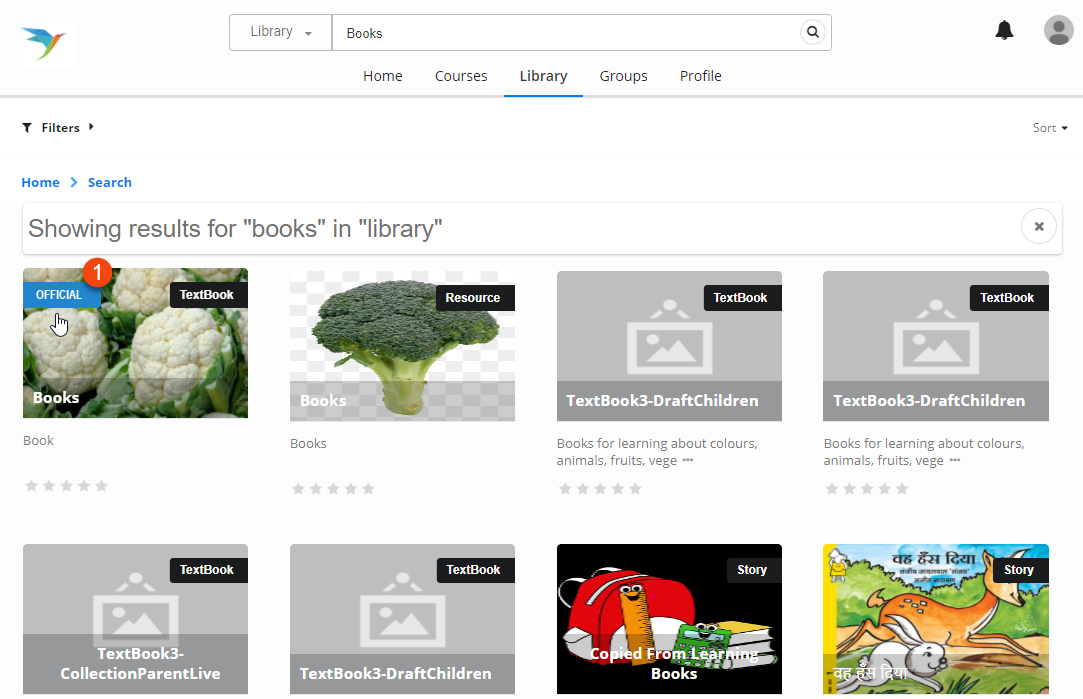 Library
Books
Home
Courses
Library
Groups
Profile
Filters
Sort
Home
Search
Showing results for "books" in "library"
1
OFFICIAL
TextBook
Books
Book
Resource
Books
Books
TextBook
TextBook3-DraftChildren
Books for learning about colours,
animals, fruits, vege •••
TextBook
TextBook3-DraftChildren
Books for learning about colours,
animals, fruits, vege •••
TextBook
TextBook3-
CollectionParentLive
TextBook
TextBook3-DraftChildren
Story
Copied From Learning
Books
वह हँस दिया
Story
वह हँस दिया